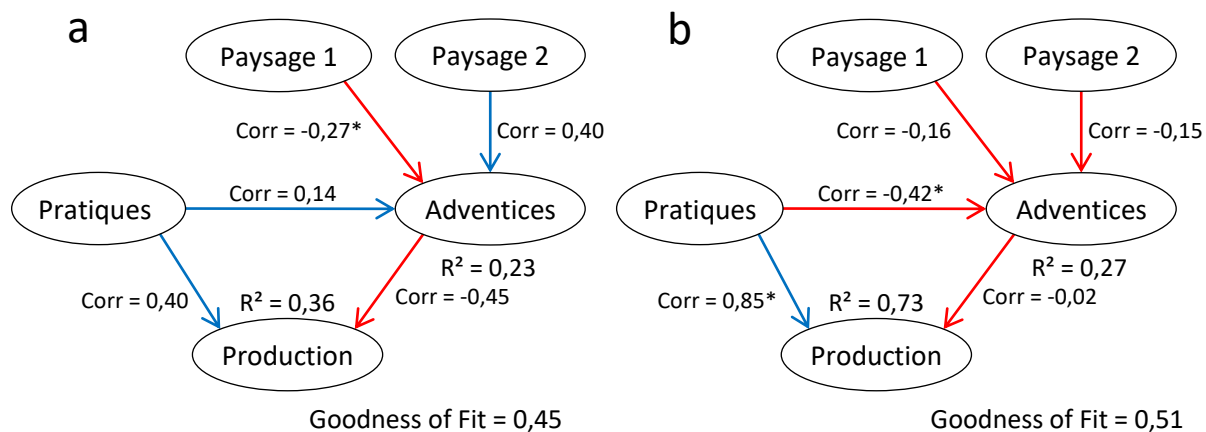 a
Paysage 1
Paysage 2
Corr = -0,27*
Corr = 0,40
Corr = 0,14
Pratiques
Adventices
R² = 0,23
Corr = 0,40
R² = 0,36
Corr = -0,45
Production
Goodness of Fit = 0,45
b
Paysage 1
Paysage 2
Corr = -0,16
Corr = -0,15
Corr = -0,42*
Pratiques
Adventices
R² = 0,27
Corr = 0,85*
R² = 0,73
Corr = -0,02
Production
Goodness of Fit = 0,51